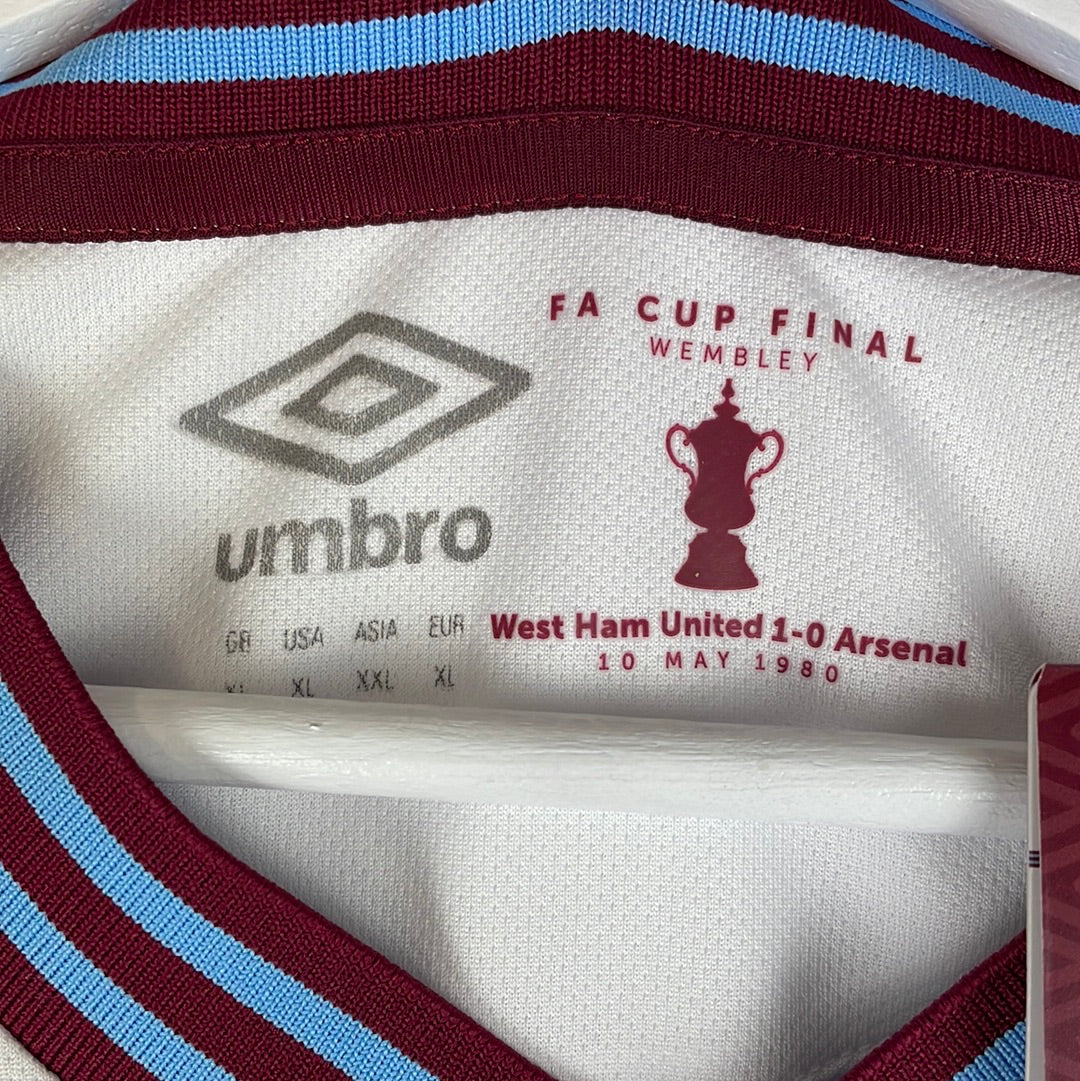 FA CUP FINAL
WEMBLEY
umbro
West Ham United 1-0 Arsenal
10 MAY 1980
GB USA ASIA EUR
XL XL XXL XL